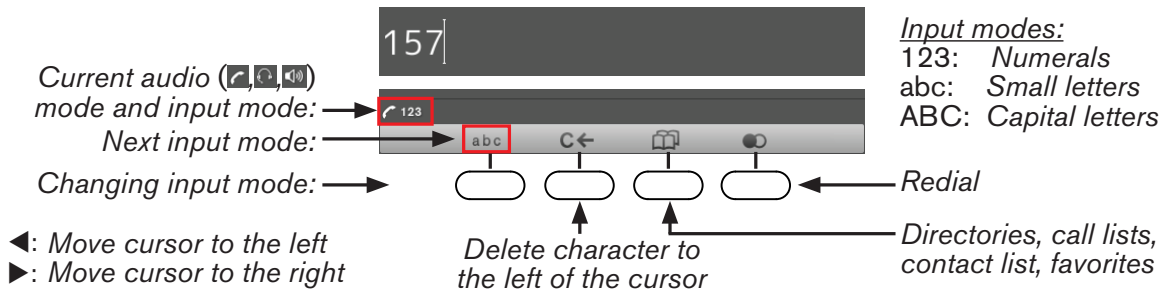 157
Current audio ( , , )
mode and input mode:
123
Next input mode:
abc C←
Changing input mode:
◀: Move cursor to the left
▶: Move cursor to the right
Delete character to
the left of the cursor
Input modes:
123: Numerals
abc: Small letters
ABC: Capital letters
Redial
Directories, call lists,
contact list, favorites